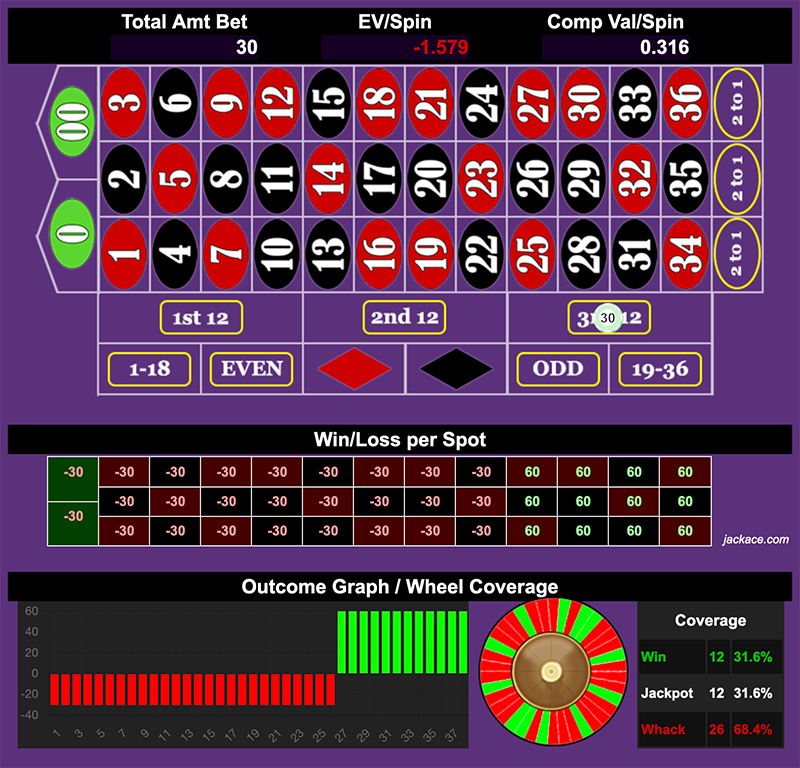 Total Amt Bet EV/Spin Comp Val/Spin
30 -1.579 0.316
00 3 6 9 12 15 18 21 24 27 30 33 36 2 to 1
2 5 8 11 14 17 20 23 26 29 32 35 2 to 1
0 1 4 7 10 13 16 19 22 25 28 31 34 2 to 1
1st 12 2nd 12 30 12
1-18 EVEN ODD 19-36
Win/Loss per Spot
-30 -30 -30 -30 -30 -30 -30 -30 -30 60 60 60 60
-30 -30 -30 -30 -30 -30 -30 -30 60 60 60 60
-30 -30 -30 -30 -30 -30 -30 -30 -30 60 60 60 60
jackace.com
Outcome Graph / Wheel Coverage
60
40
20
0
-20
-40
1 3 5 7 9 11 13 15 17 19 21 23 25 27 29 31 33 35 37
Coverage
Win 12 31.6%
Jackpot 12 31.6%
Whack 26 68.4%